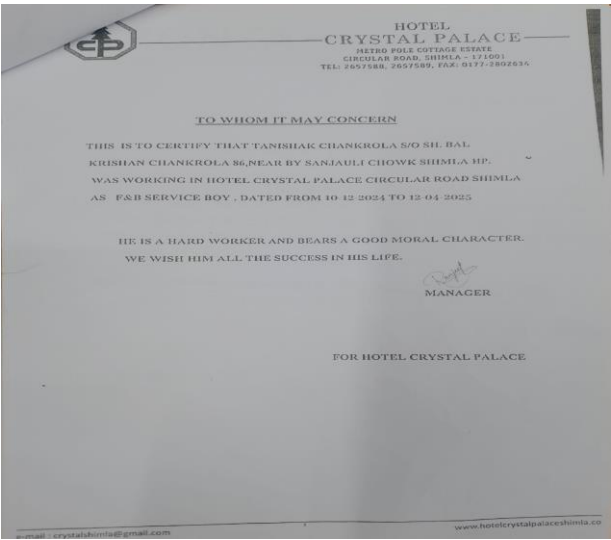 CP
HOTEL
CRYSTAL PALACE
METRO POLE COTTAGE ESTATE
CIRCULAR ROAD, SHIMLA - 171001
TEL: 2657588, 2657589, FAX: 0177-2802634
TO WHOM IT MAY CONCERN
THIS IS TO CERTIFY THAT TANISHAK CHANKROLA S/O SH. BAL
KRISHAN CHANKROLA 86,NEAR BY SANJAULI CHOWK SHIMLA HP.
WAS WORKING IN HOTEL CRYSTAL PALACE CIRCULAR ROAD SHIMLA
AS F&B SERVICE BOY . DATED FROM 10-12-2024 TO 12-04-2025
HE IS A HARD WORKER AND BEARS A GOOD MORAL CHARACTER.
WE WISH HIM ALL THE SUCCESS IN HIS LIFE.
MANAGER
FOR HOTEL CRYSTAL PALACE
e-mail : crystalshimla@gmail.com
www.hotelcrystalpalaceshimla.co